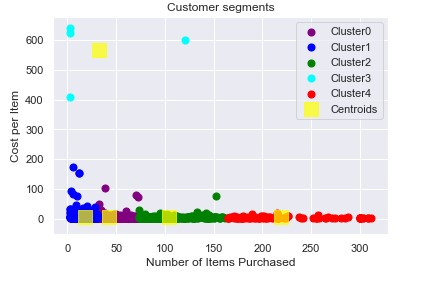 Customer segments
Cost per Item
600
500
400
300
200
100
0
0
50
100
150
200
250
300
Number of Items Purchased
Cluster0
Cluster1
Cluster2
Cluster3
Cluster4
Centroids